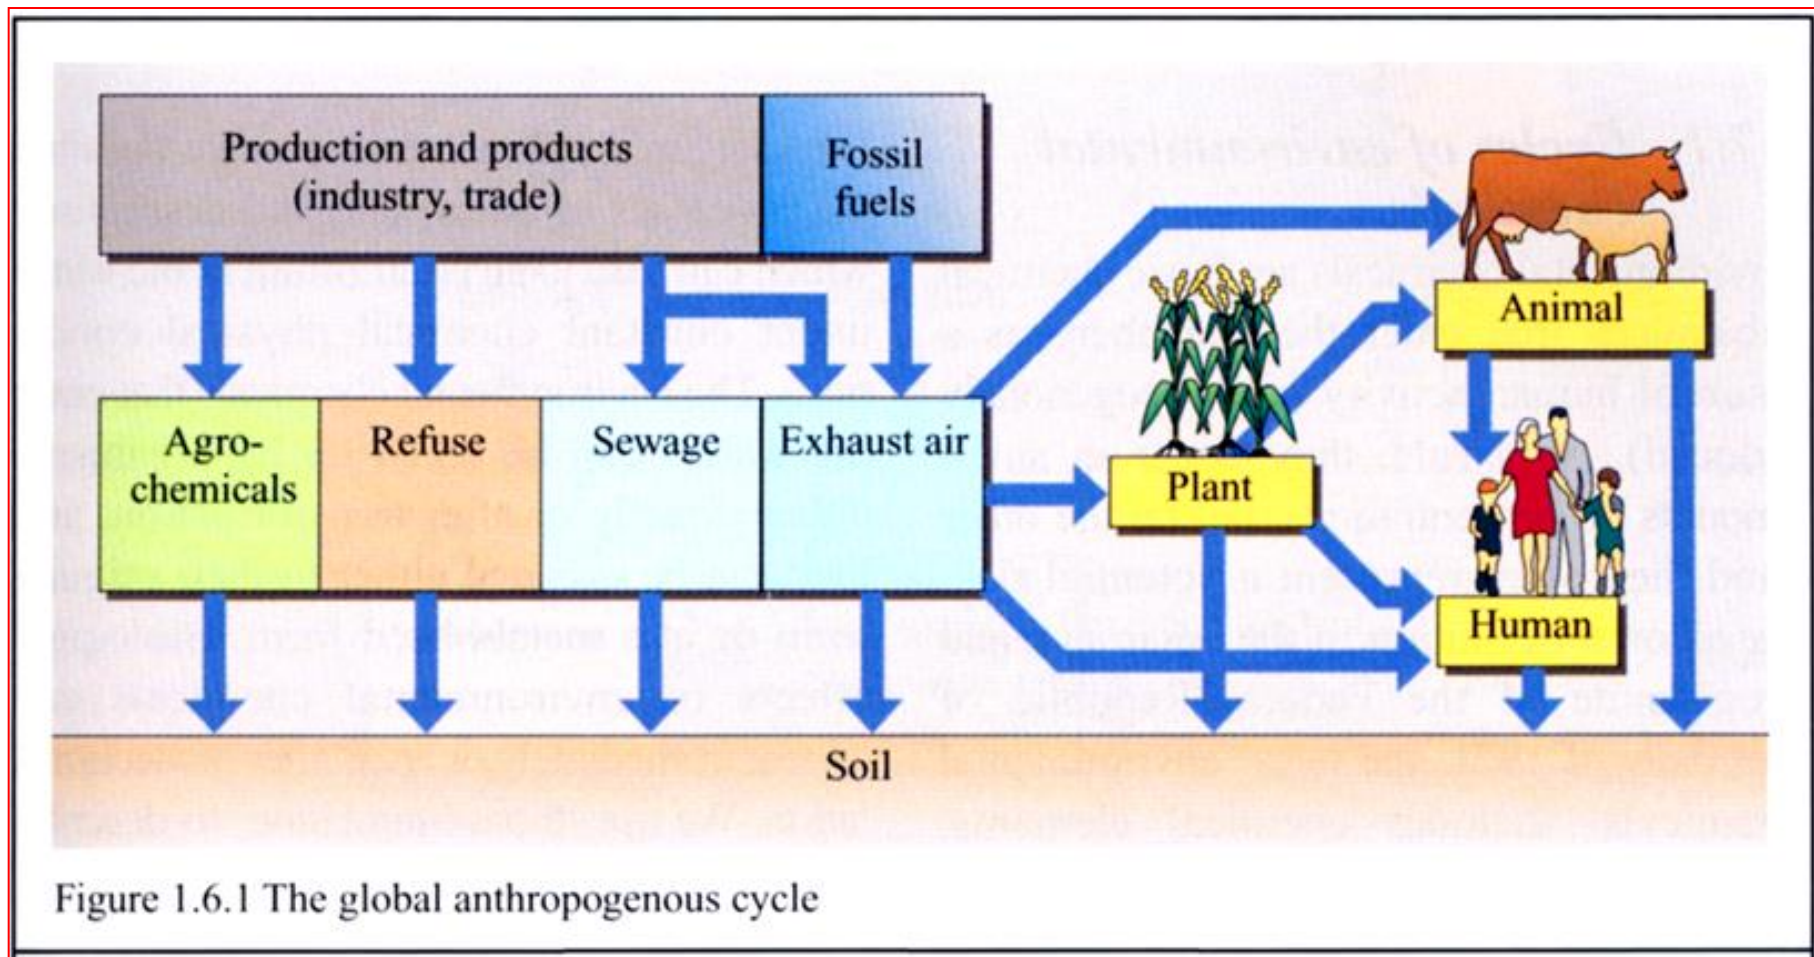 Production and products
(industry, trade)
Fossil
fuels
Agro-
chemicals
Refuse
Sewage
Exhaust air
Plant
Animal
Human
Soil
Figure 1.6.1 The global anthropogenous cycle